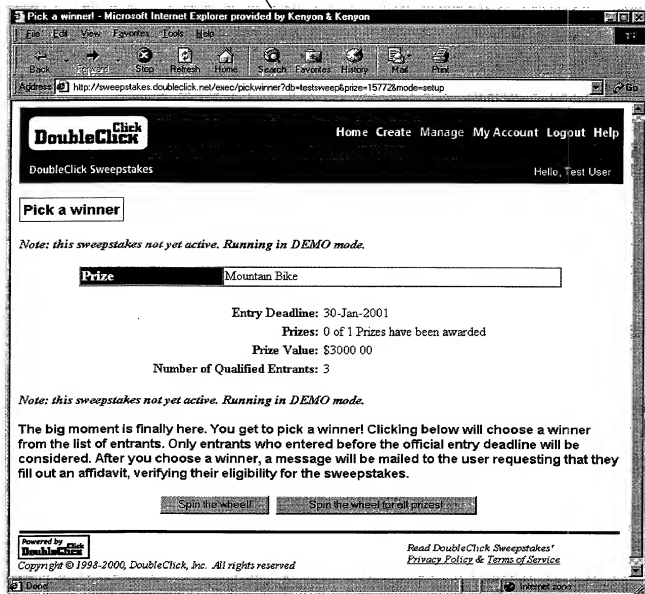 Pick a winner! - Microsoft Internet Explorer provided by Kenyon & Kenyon
File Edit View Favorites Tools Help
Back Forward Stop Refresh Home Search Favorites History Mail Print
Address http://sweepstakes.doubleclick.net/exec/pickwinner?db=testsweep&prize=15772&mode=setup Go
DoubleClick Click
Home Create Manage My Account Logout Help
DoubleClick Sweepstakes
Hello, Test User
Pick a winner
Note: this sweepstakes not yet active. Running in DEMO mode.
Prize Mountain Bike
Entry Deadline: 30-Jan-2001
Prizes: 0 of 1 Prizes have been awarded
Prize Value: $3000 00
Number of Qualified Entrants: 3
Note: this sweepstakes not yet active. Running in DEMO mode.
The big moment is finally here. You get to pick a winner! Clicking below will choose a winner
from the list of entrants. Only entrants who entered before the official entry deadline will be
considered. After you choose a winner, a message will be mailed to the user requesting that they
fill out an affidavit, verifying their eligibility for the sweepstakes.
Spin the wheel! Spin the wheel for all prizes!
Powered by
DoubleClick Click
Read DoubleClick Sweepstakes'
Copyright © 1998-2000, DoubleClick, Inc. All rights reserved
Privacy Policy & Terms of Service
Done Internet zone